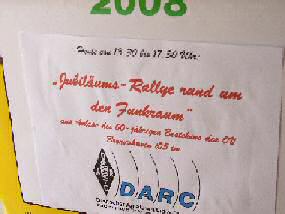 2008
Heute von 13.30 bis 17.30 Uhr:
„Jubiläums-Rallye rund um
den Funkraum"
aus Anlass des 60-jährigen Bestehens des OV
DARC